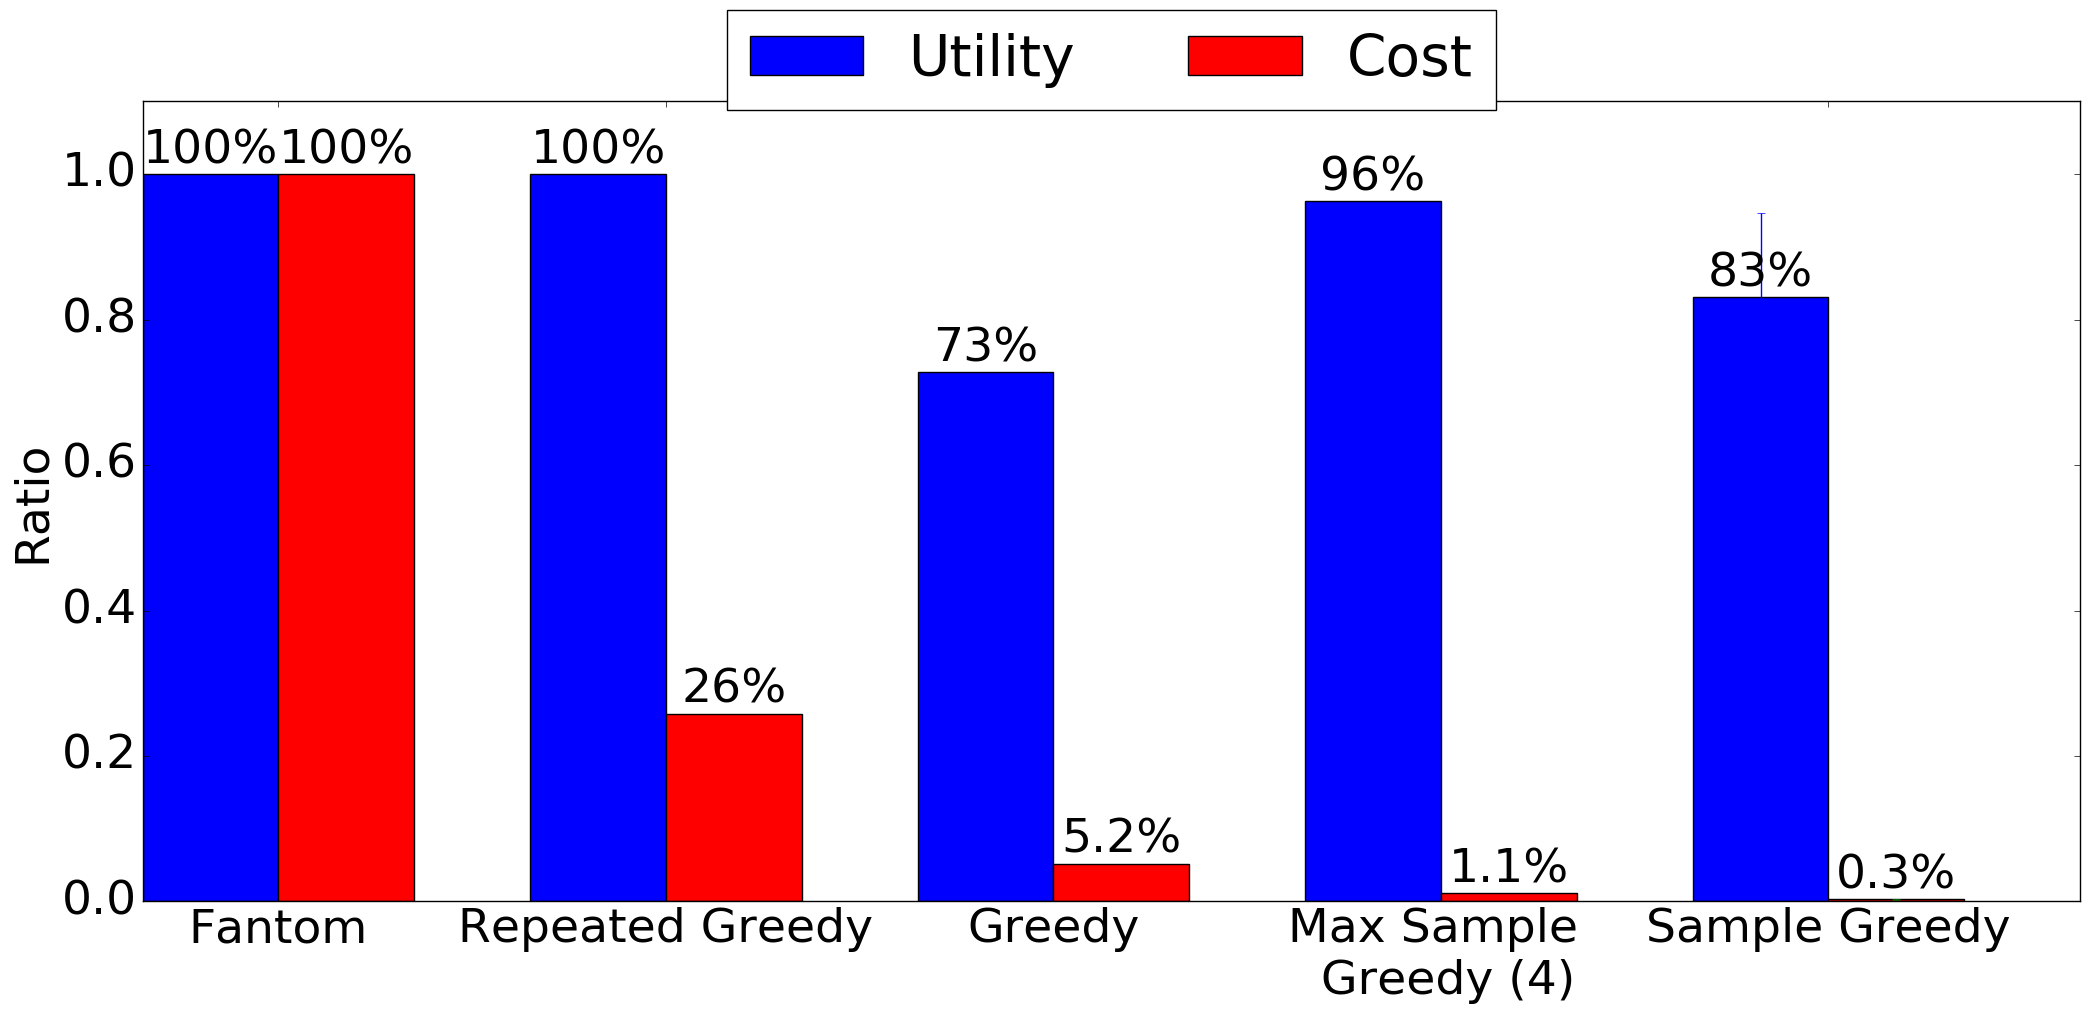 Utility Cost
100% 100% 100% 96% 83% 73% 26% 5.2% 1.1% 0.3%
1.0
0.8
0.6
0.4
0.2
0.0
Ratio
Fantom Repeated Greedy Greedy Max Sample Sample Greedy
Greedy (4)